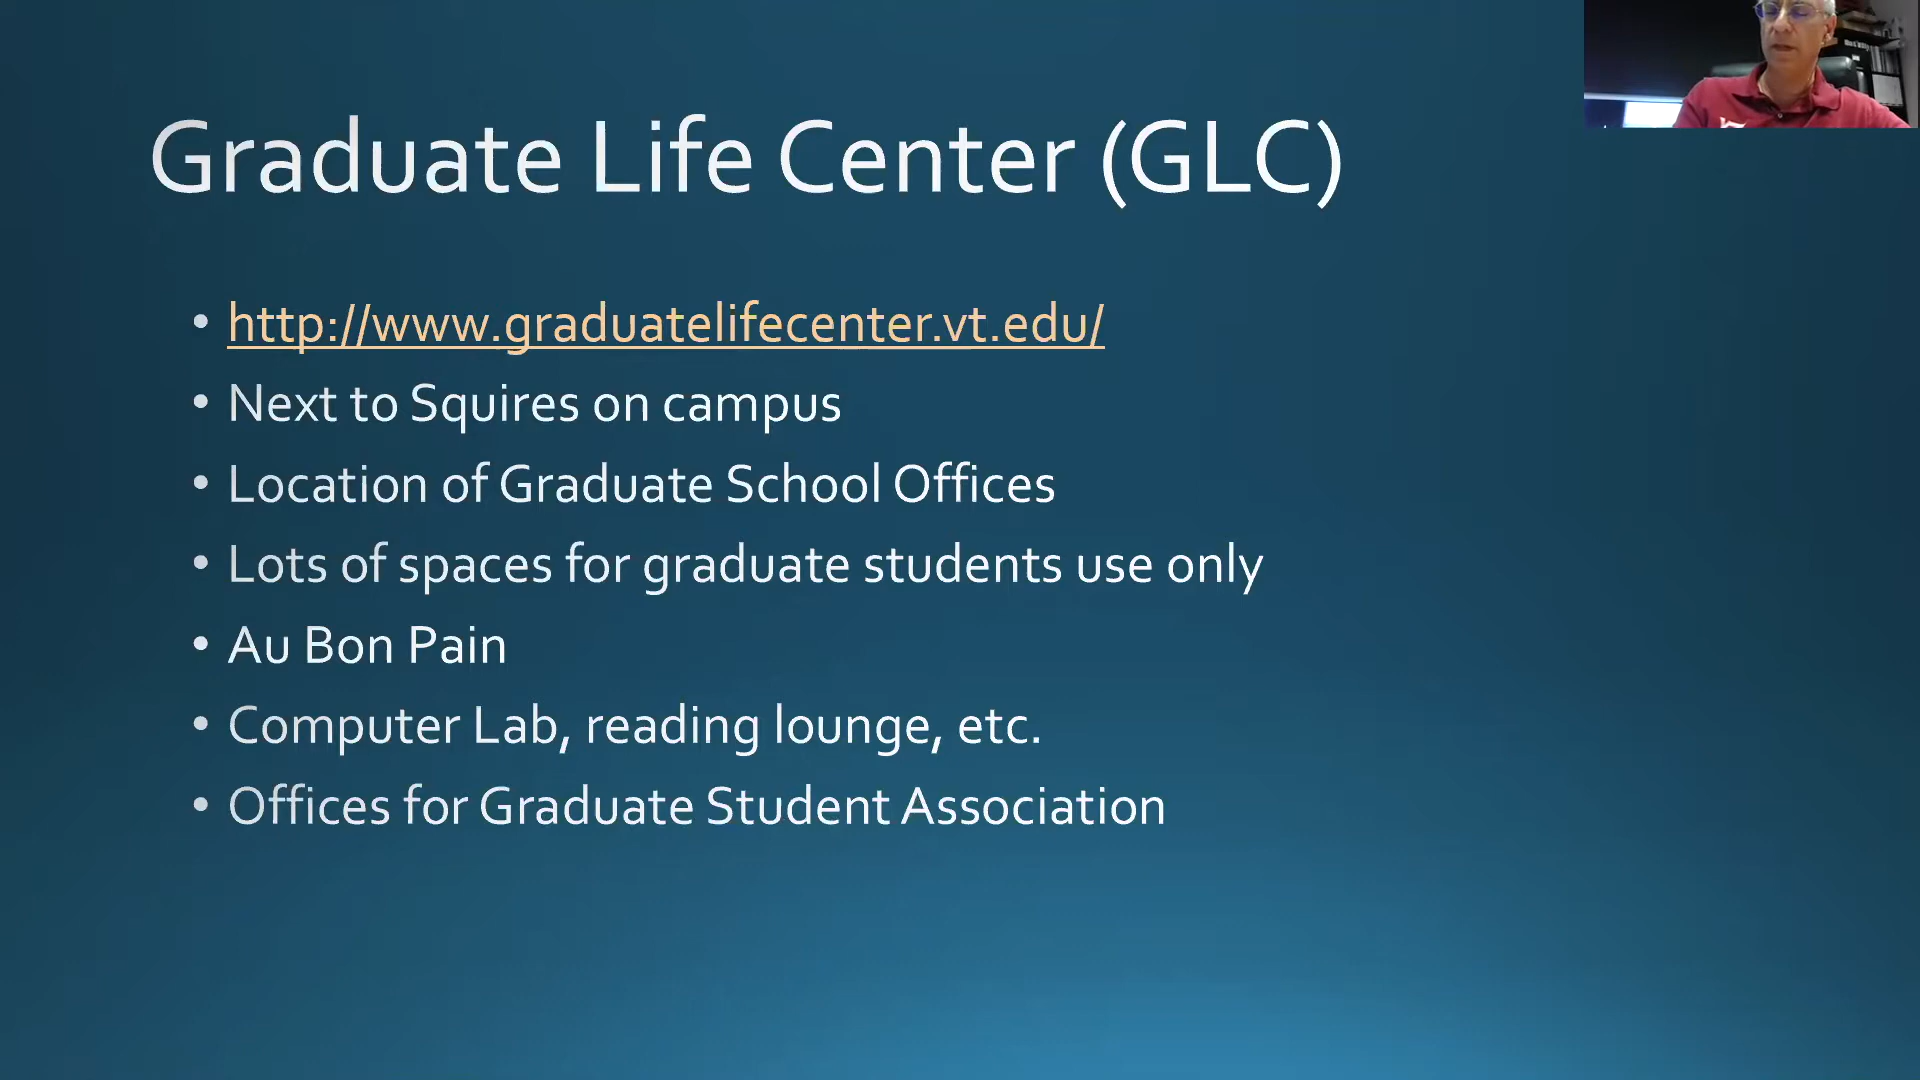 Graduate Life Center (GLC)
• http://www.graduatelifecenter.vt.edu/
• Next to Squires on campus
• Location of Graduate School Offices
• Lots of spaces for graduate students use only
• Au Bon Pain
• Computer Lab, reading lounge, etc.
• Offices for Graduate Student Association